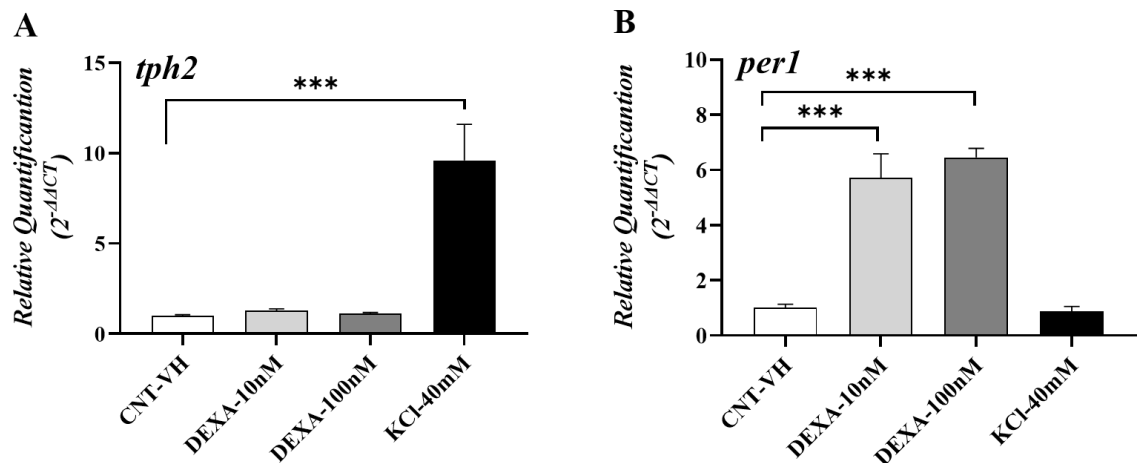 A
tph2
Relative Quantificantion
(2^-ΔΔCT)
15
10
5
0
***
CNT-VH
DEXA-10nM
DEXA-100nM
KCl-40mM
B
per1
Relative Quantificantion
(2^-ΔΔCT)
10
8
6
4
2
0
***
***
CNT-VH
DEXA-10nM
DEXA-100nM
KCl-40mM